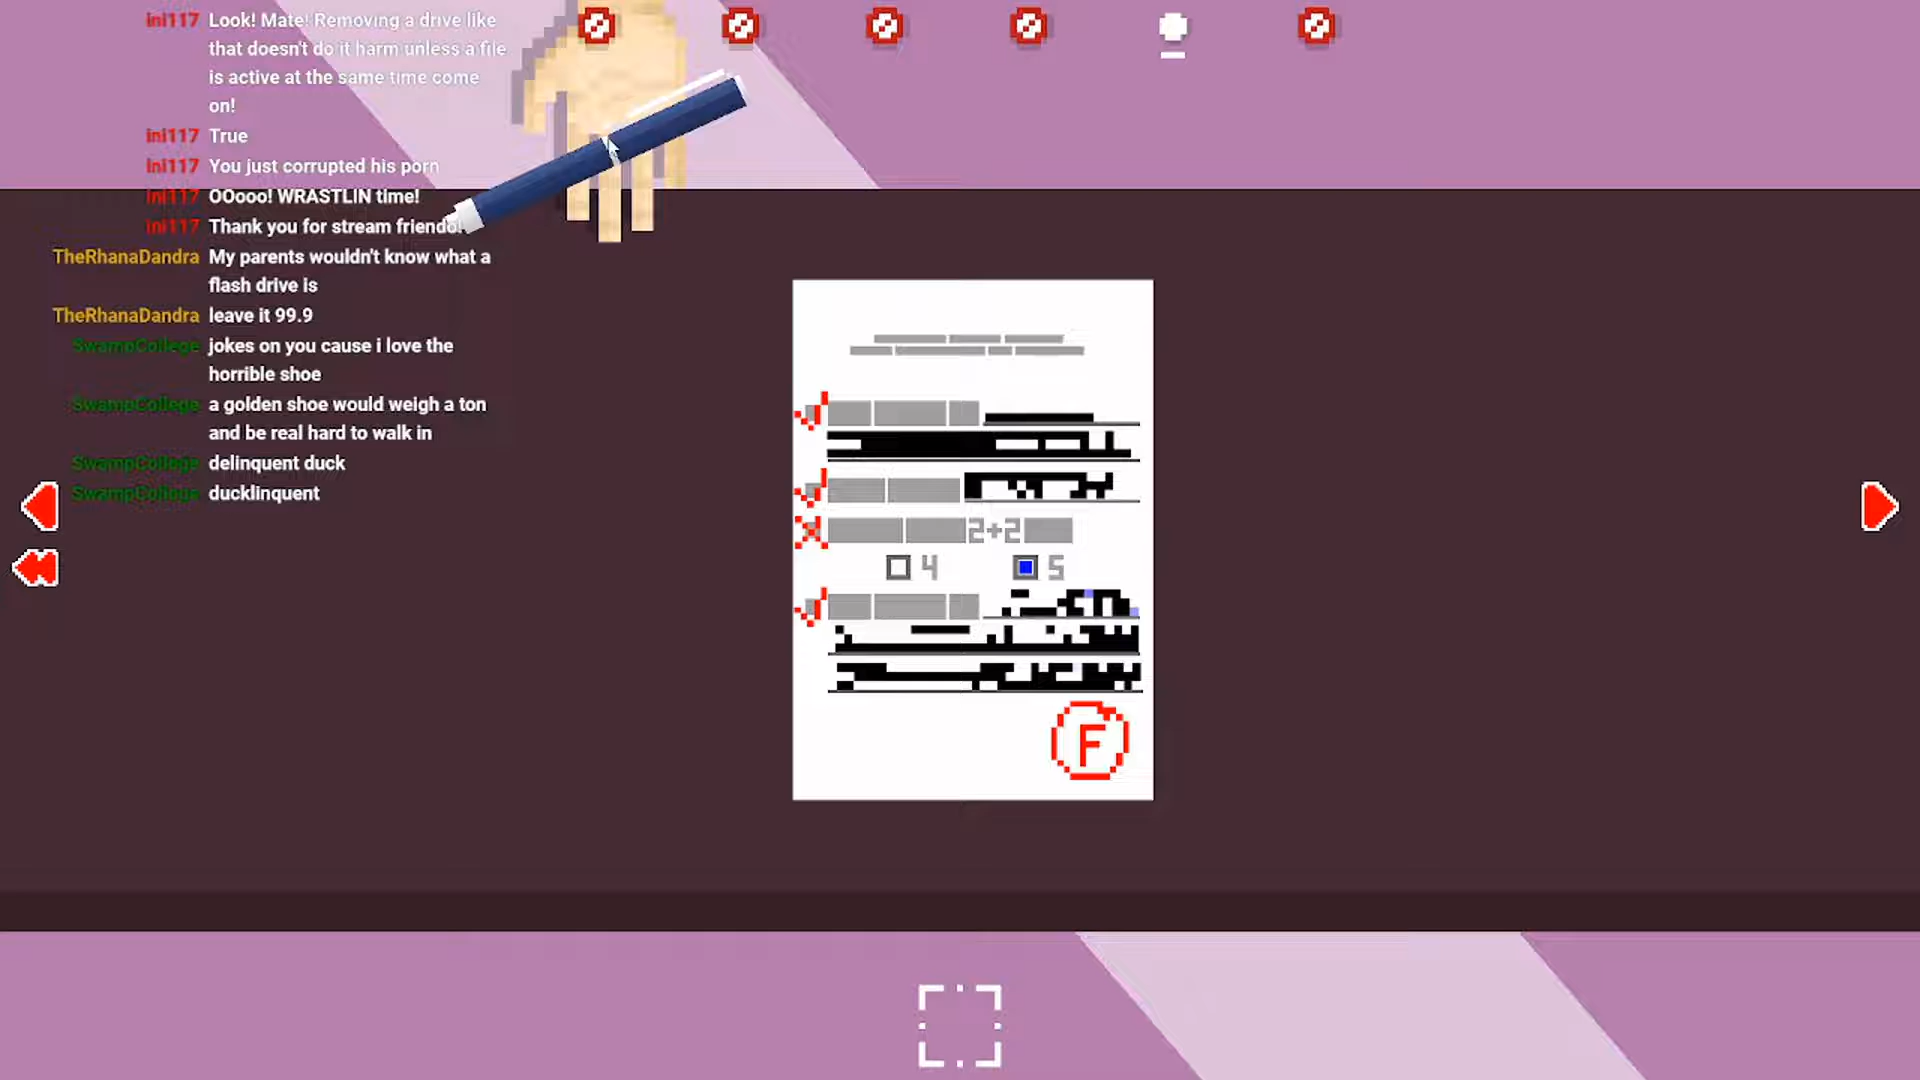 ini117 Look! Mate! Removing a drive like
that doesn't do it harm unless a file
is active at the same time come
on!
ini117 True
ini117 You just corrupted his porn
ini117 OOooo! WRASTLIN time!
ini117 Thank you for stream friendo!
TheRhanaDandra My parents wouldn't know what a
flash drive is
TheRhanaDandra leave it 99.9
SwampCollege jokes on you cause i love the
horrible shoe
SwampCollege a golden shoe would weigh a ton
and be real hard to walk in
SwampCollege delinquent duck
SwampCollege ducklinquent
2+2
4 5
F